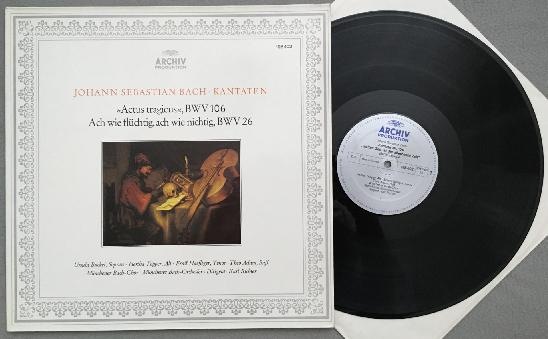 198 402
ARCHIV
PRODUKTION
JOHANN SEBASTIAN BACH · KANTATEN
»Actus tragicus«, BWV 106
Ach wie flüchtig, ach wie nichtig, BWV 26
Ursula Buckel, Sopran · Hertha Töpper, Alt · Ernst Haefliger, Tenor · Theo Adam, Baß
Münchener Bach-Chor · Münchener Bach-Orchester · Dirigent: Karl Richter
ARCHIV
PRODUKTION